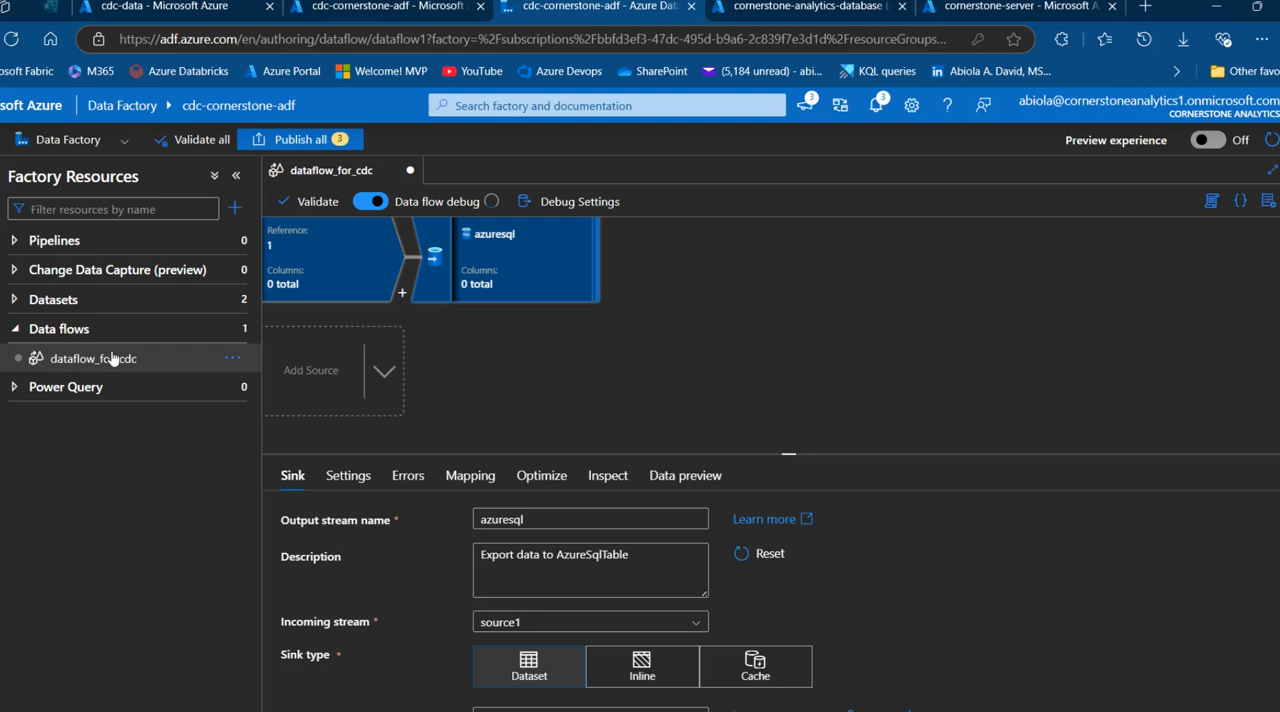 cdc-data - Microsoft Azure
cdc-cornerstone-adf - Microsoft
cdc-cornerstone-adf - Azure Dat
cornerstone-analytics-database (
cornerstone-server - Microsoft A
https://adf.azure.com/en/authoring/dataflow/dataflow1?factory=%2Fsubscriptions%2Fbbfd3ef3-47dc-495d-b9a6-2c839f7e3d1d%2FresourceGroups...
osoft Fabric
M365
Azure Databricks
Azure Portal
Welcome! MVP
YouTube
Azure Devops
SharePoint
(5,184 unread) - abi...
KQL queries
Abiola A. David, MS...
Other favo
soft Azure
Data Factory
cdc-cornerstone-adf
Search factory and documentation
3
3
abiola@cornerstoneanalytics1.onmicrosoft.com
CORNERSTONE ANALYTICS
Data Factory
Validate all
Publish all 3
Preview experience
Off
Factory Resources
Filter resources by name
Pipelines 0
Change Data Capture (preview) 0
Datasets 2
Data flows 1
dataflow_for_cdc
Power Query 0
dataflow_for_cdc
Validate
Data flow debug
Debug Settings
Reference:
1
Columns:
0 total
azuresql
Columns:
0 total
Add Source
Sink
Settings
Errors
Mapping
Optimize
Inspect
Data preview
Output stream name *
azuresql
Learn more
Description
Export data to AzureSqlTable
Reset
Incoming stream *
source1
Sink type *
Dataset
Inline
Cache